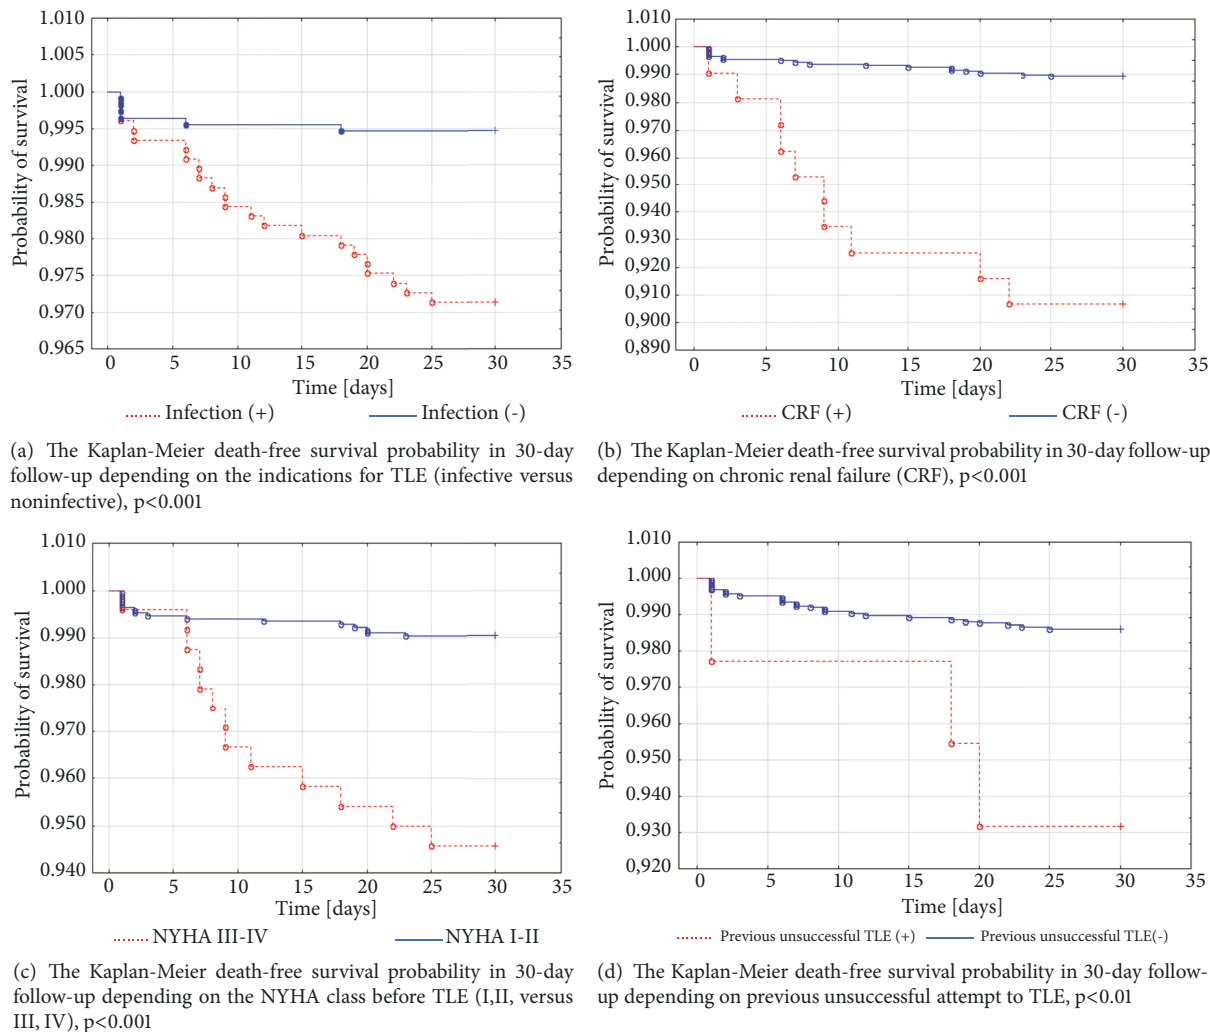 1.010
1.005
1.000
0.995
0.990
0.985
0.980
0.975
0.970
0.965
Probability of survival
0 5 10 15 20 25 30 35
Time [days]
Infection (+) Infection (-)
(a) The Kaplan-Meier death-free survival probability in 30-day
follow-up depending on the indications for TLE (infective versus
noninfective), p<0.001
1.010
1.000
0.990
0.980
0.970
0.960
0.950
0.940
0.930
0.920
0.910
0,900
0,890
Probability of survival
0 5 10 15 20 25 30 35
Time [days]
CRF (+) CRF (-)
(b) The Kaplan-Meier death-free survival probability in 30-day follow-up
depending on chronic renal failure (CRF), p<0.001
1.010
1.000
0.990
0.980
0.970
0.960
0.950
0.940
Probability of survival
0 5 10 15 20 25 30 35
Time [days]
NYHA III-IV NYHA I-II
(c) The Kaplan-Meier death-free survival probability in 30-day
follow-up depending on the NYHA class before TLE (I,II, versus
III, IV), p<0.001
1.010
1.000
0.990
0.980
0.970
0.960
0.950
0.940
0.930
0,920
Probability of survival
0 5 10 15 20 25 30 35
Time [days]
Previous unsuccessful TLE (+) Previous unsuccessful TLE(-)
(d) The Kaplan-Meier death-free survival probability in 30-day follow-
up depending on previous unsuccessful attempt to TLE, p<0.01